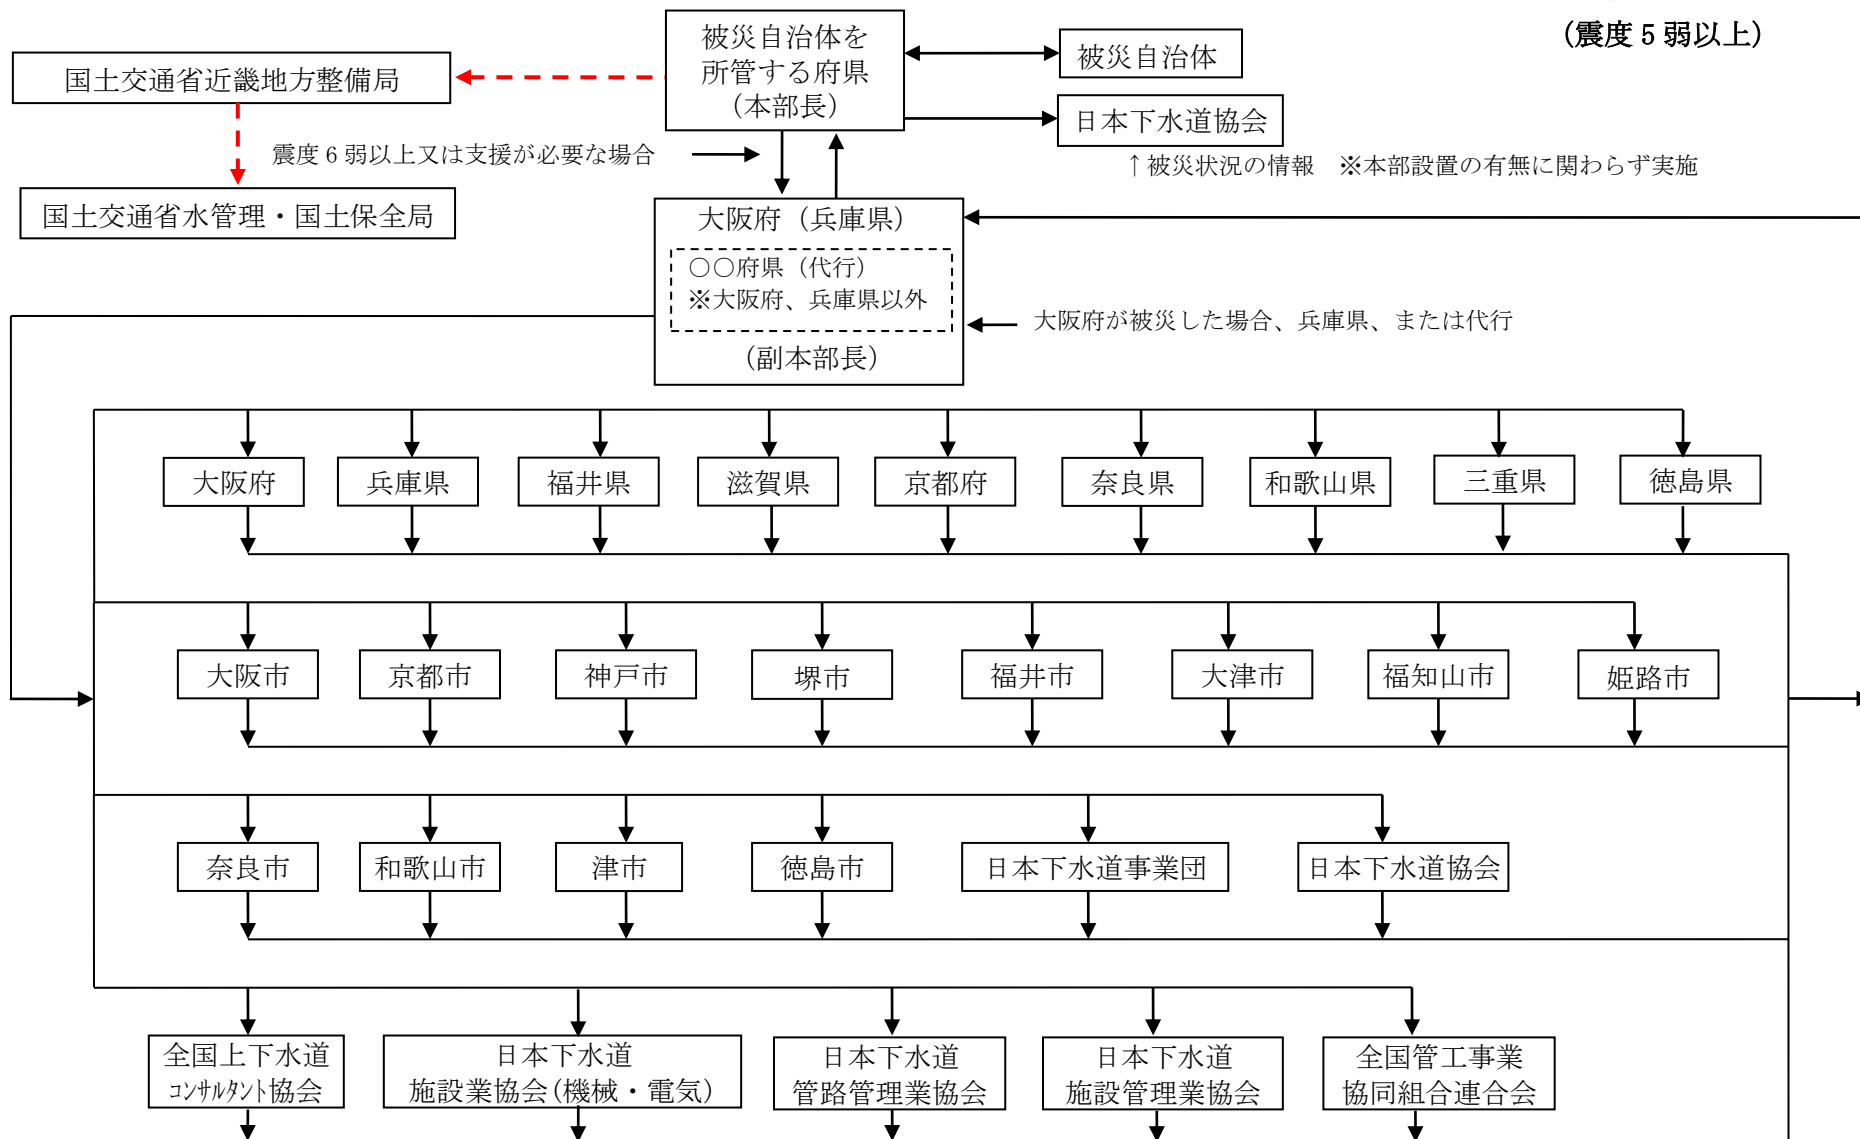 (震度 5 弱以上)
被災自治体を
所管する府県
(本部長)
被災自治体
国土交通省近畿地方整備局
日本下水道協会
震度 6 弱以上又は支援が必要な場合
↑被災状況の情報　※本部設置の有無に関わらず実施
国土交通省水管理・国土保全局
大阪府（兵庫県）
○○府県（代行）
※大阪府、兵庫県以外
(副本部長)
大阪府が被災した場合、兵庫県、または代行
大阪府
兵庫県
福井県
滋賀県
京都府
奈良県
和歌山県
三重県
徳島県
大阪市
京都市
神戸市
堺市
福井市
大津市
福知山市
姫路市
奈良市
和歌山市
津市
徳島市
日本下水道事業団
日本下水道協会
全国上下水道
ｺﾝｻﾙﾀﾝﾄ協会
日本下水道
施設業協会(機械・電気)
日本下水道
管路管理業協会
日本下水道
施設管理業協会
全国管工事業
協同組合連合会